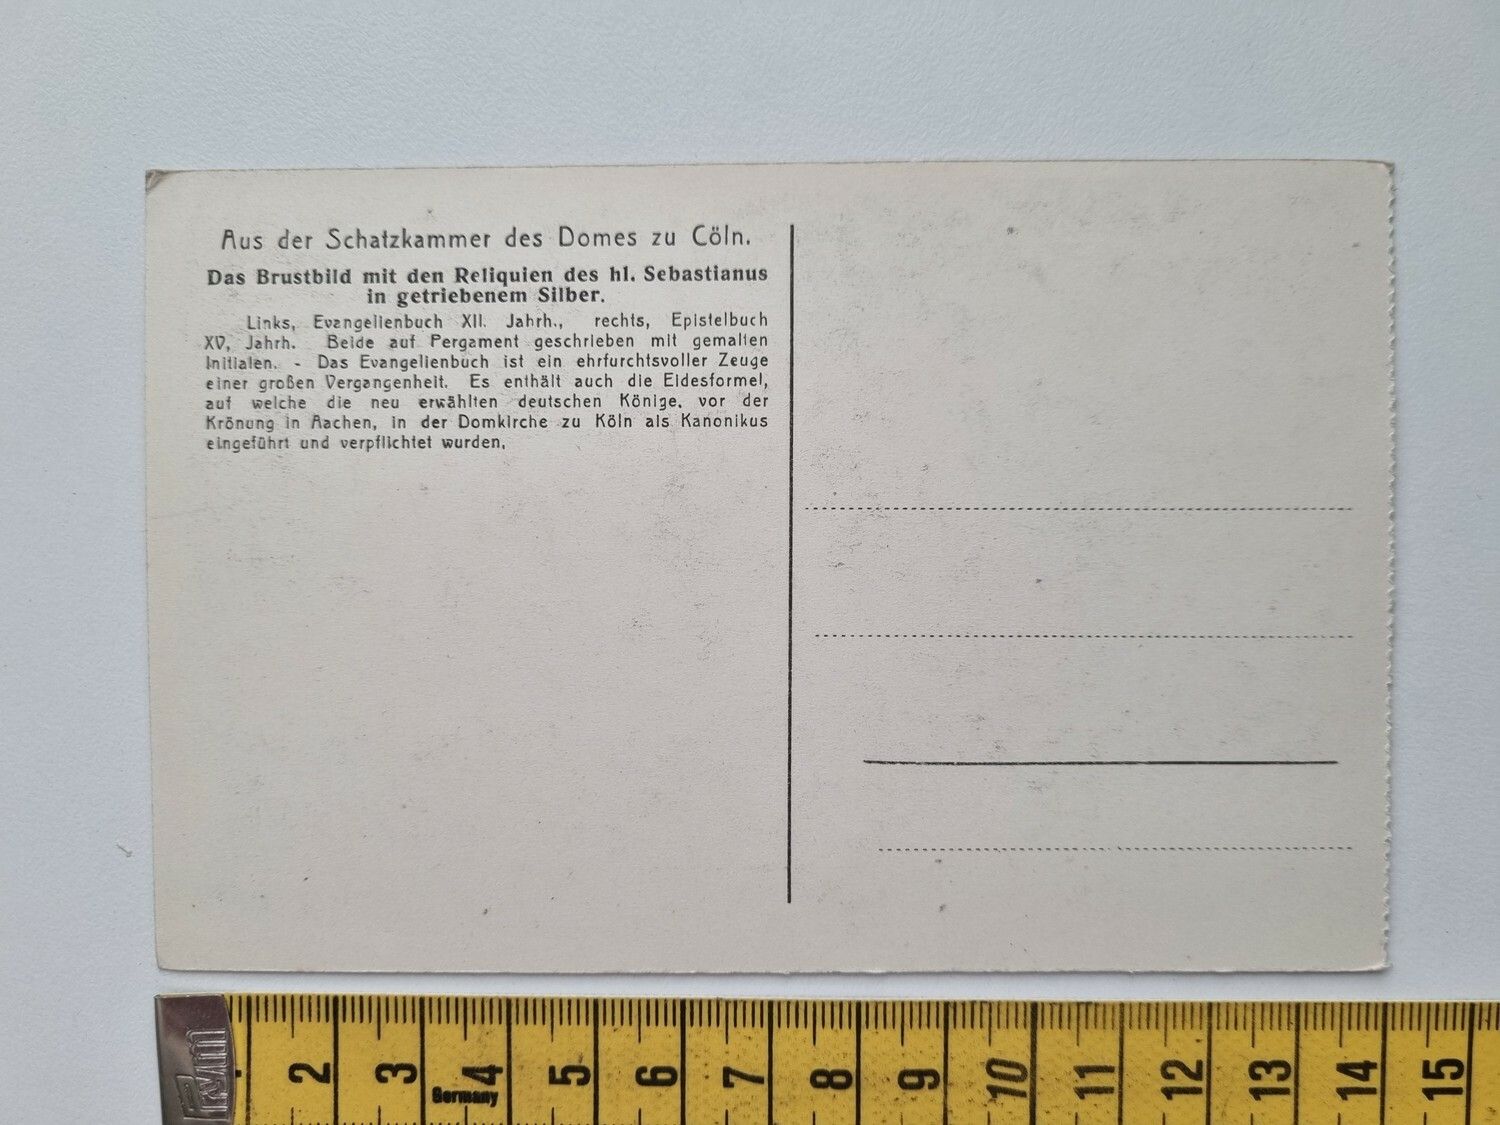 Aus der Schatzkammer des Domes zu Cöln.
Das Brustbild mit den Reliquien des hl. Sebastianus
in getriebenem Silber.
Links, Evangelienbuch XII. Jahrh., rechts, Epistelbuch
XV, Jahrh. Beide auf Pergament geschrieben mit gemalten
Initialen. - Das Evangelienbuch ist ein ehrfurchtsvoller Zeuge
einer großen Vergangenheit. Es enthält auch die Eidesformel,
auf welche die neu erwählten deutschen Könige, vor der
Krönung in Aachen, in der Domkirche zu Köln als Kanonikus
eingeführt und verpflichtet wurden,
Prym
2 3 4 5 6 7 8 9 10 11 12 13 14 15
Germany